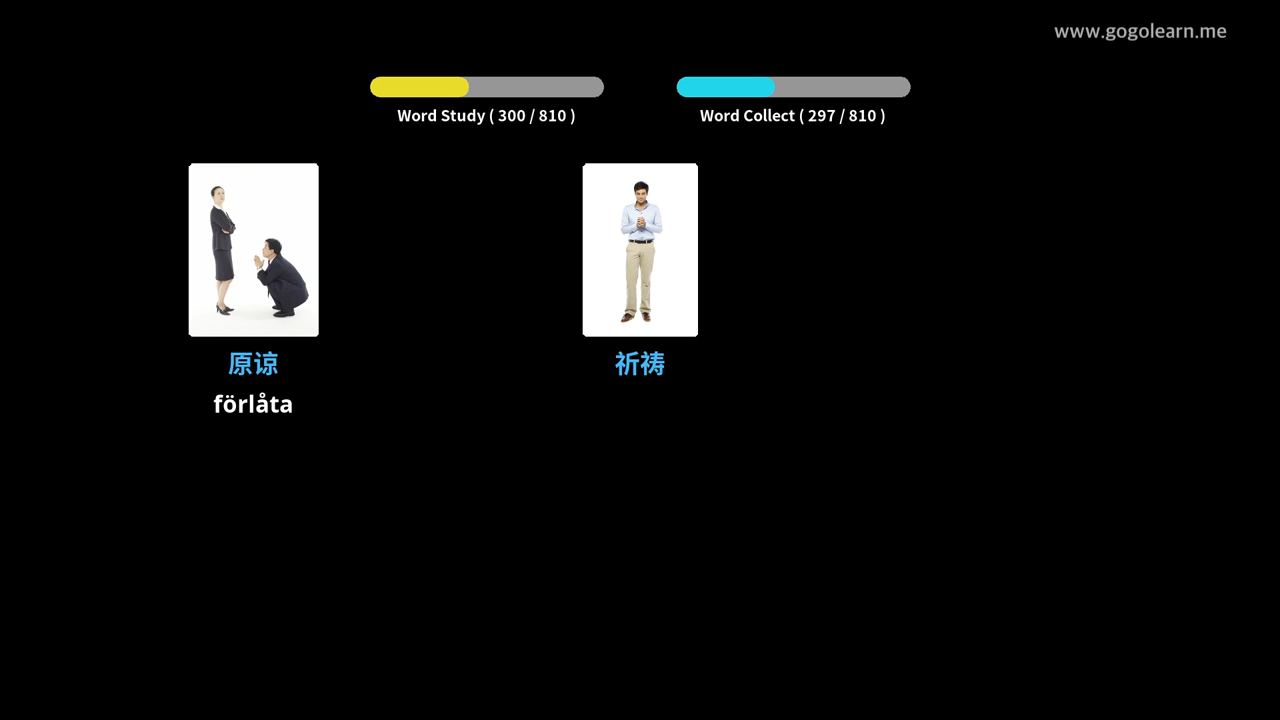 www.gogolearn.me
Word Study ( 300 / 810 )
Word Collect ( 297 / 810 )
原谅
祈祷
förlåta